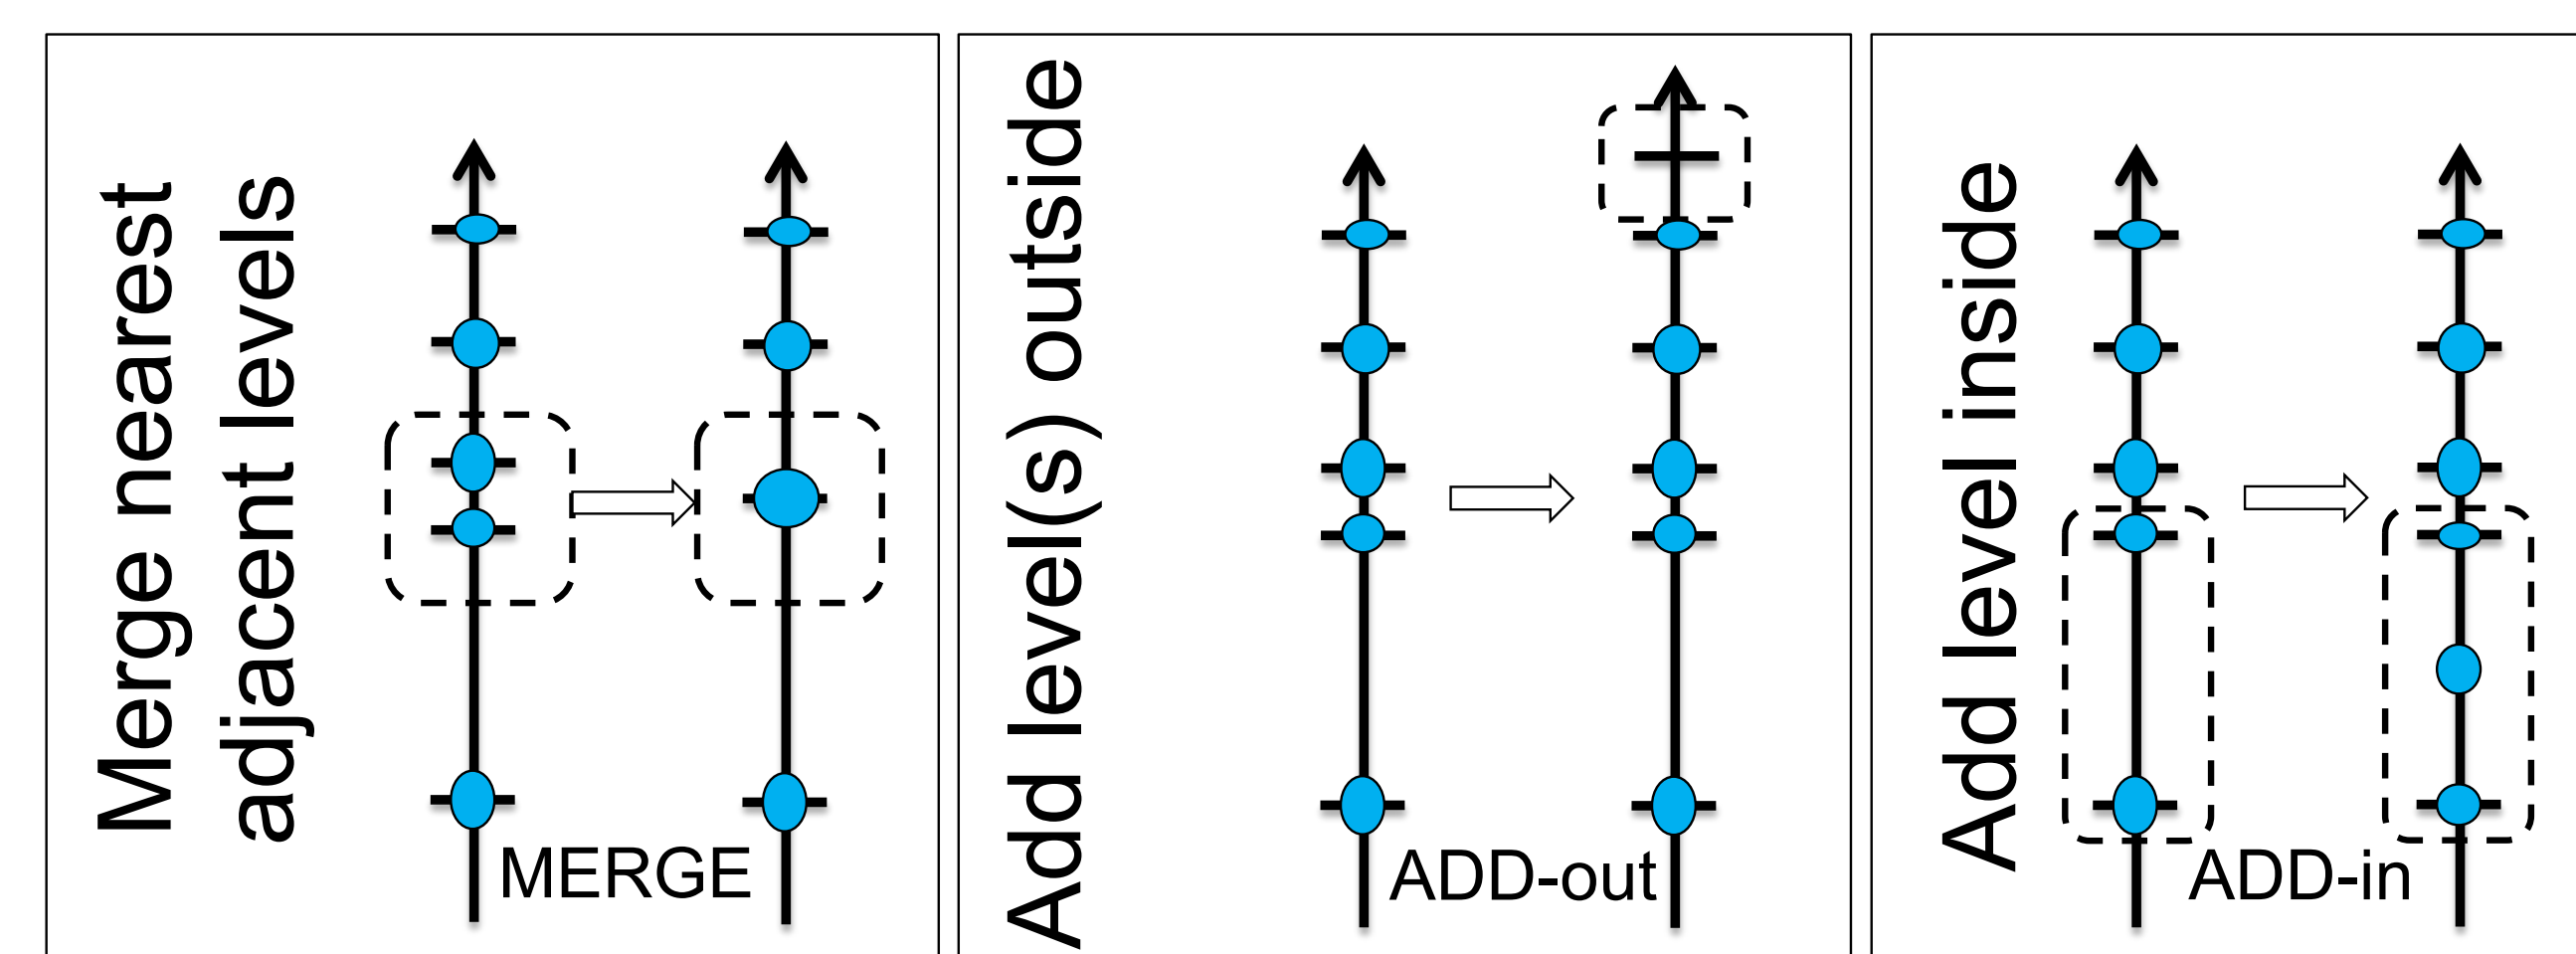 Merge nearest
adjacent levels
MERGE
Add level(s) outside
ADD-out
Add level inside
ADD-in